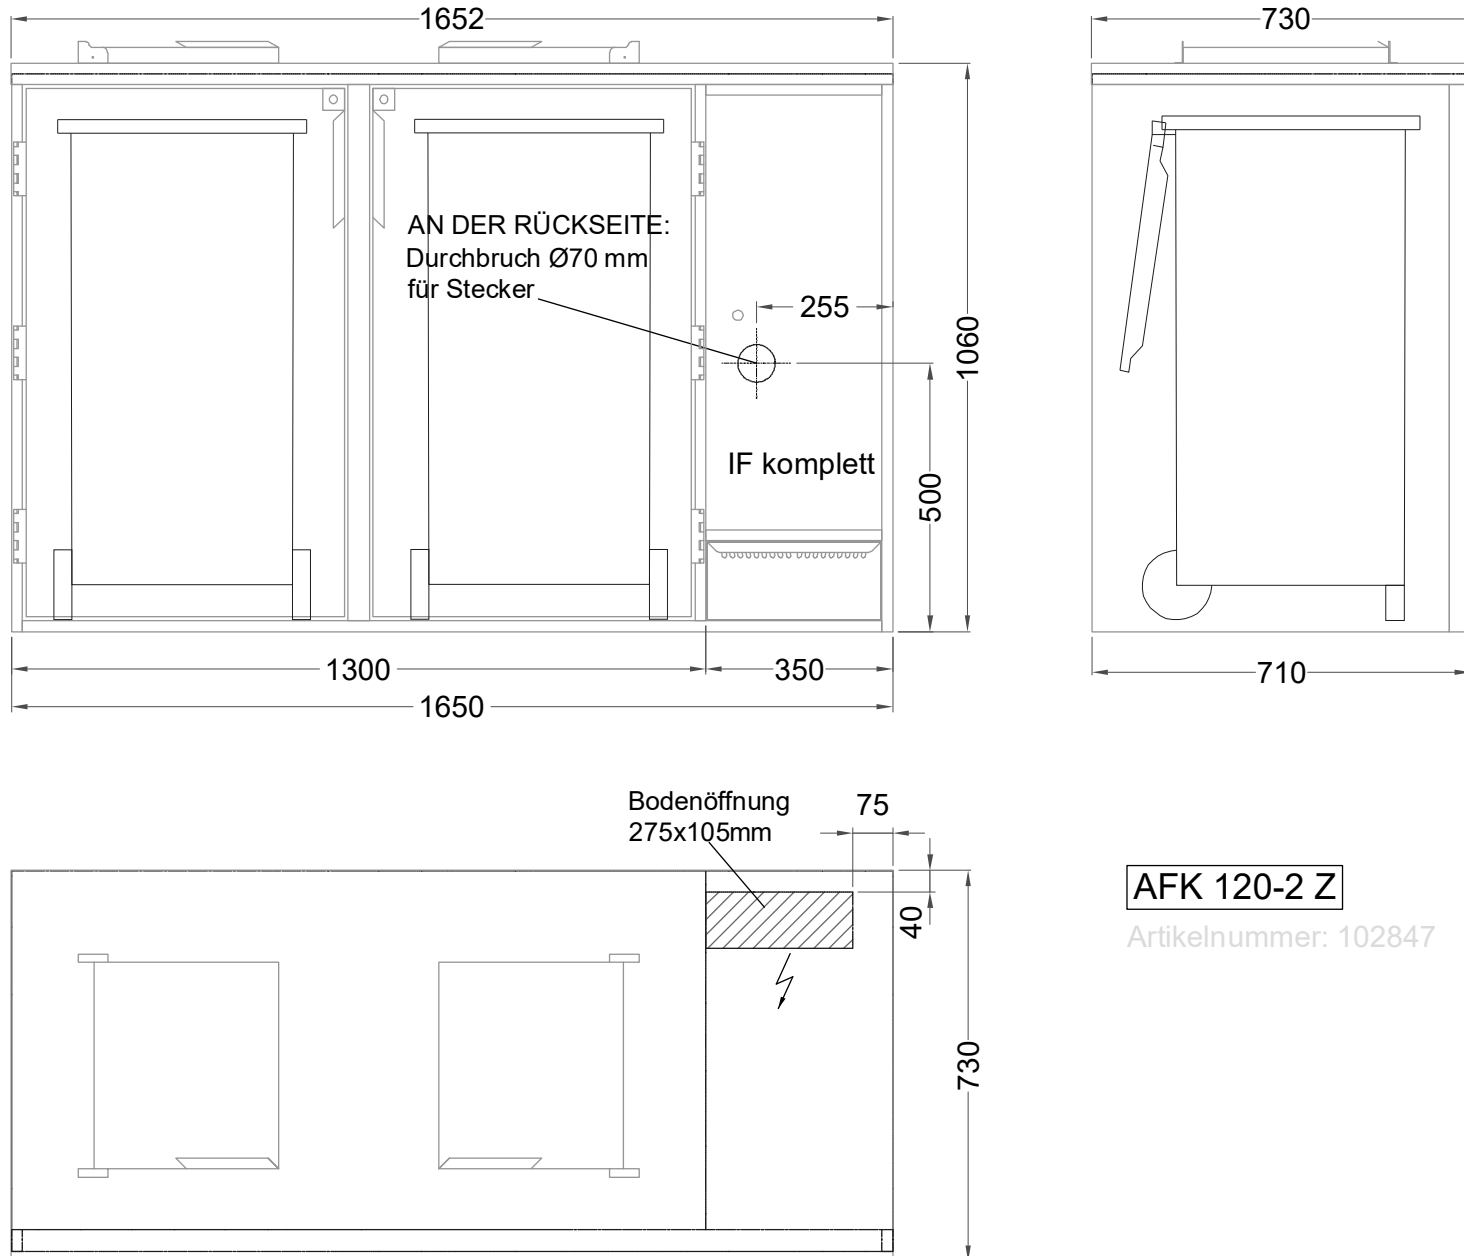 1652
730
AN DER RÜCKSEITE:
Durchbruch Ø70 mm
für Stecker
255
1060
IF komplett
500
1300
350
710
1650
Bodenöffnung
275x105mm
75
40
AFK 120-2 Z
Artikelnummer: 102847
730